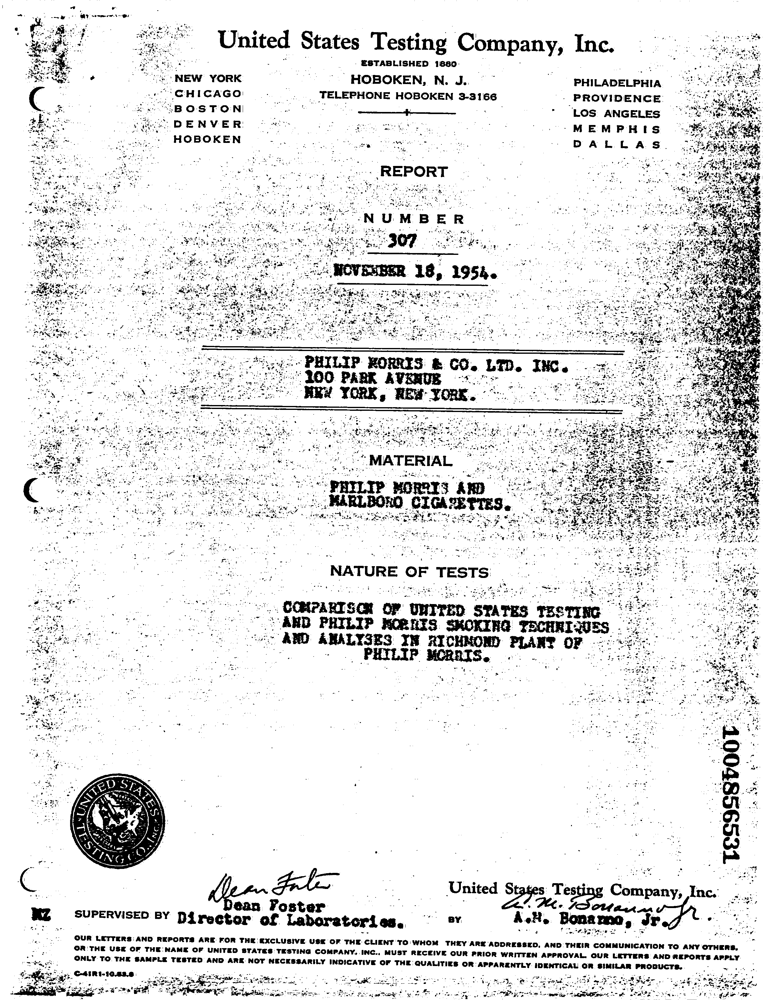 United States Testing Company, Inc.
ESTABLISHED 1880
HOBOKEN, N. J.
TELEPHONE HOBOKEN 3-3166
NEW YORK
CHICAGO
BOSTON
DENVER
HOBOKEN
PHILADELPHIA
PROVIDENCE
LOS ANGELES
MEMPHIS
DALLAS
REPORT
NUMBER
307
NOVEMBER 18, 1954.
PHILIP MORRIS & CO. LTD. INC.
100 PARK AVENUE
NEW YORK, NEW YORK.
MATERIAL
PHILIP MORRIS AND
MARLBORO CIGARETTES.
NATURE OF TESTS
COMPARISON OF UNITED STATES TESTING
AND PHILIP MORRIS SMOKING TECHNIQUES
AND ANALYSES IN RICHMOND PLANT OF
PHILIP MORRIS.
1004856531
UNITED STATES
TESTING CO. INC.
Dean Foster
Dean Foster
MZ SUPERVISED BY Director of Laboratories.
United States Testing Company, Inc.
A. M. Bonanno Jr.
BY A.M. Bonanno, Jr.
OUR LETTERS AND REPORTS ARE FOR THE EXCLUSIVE USE OF THE CLIENT TO WHOM THEY ARE ADDRESSED, AND THEIR COMMUNICATION TO ANY OTHERS,
OR THE USE OF THE NAME OF UNITED STATES TESTING COMPANY, INC., MUST RECEIVE OUR PRIOR WRITTEN APPROVAL. OUR LETTERS AND REPORTS APPLY
ONLY TO THE SAMPLE TESTED AND ARE NOT NECESSARILY INDICATIVE OF THE QUALITIES OF APPARENTLY IDENTICAL OR SIMILAR PRODUCTS.